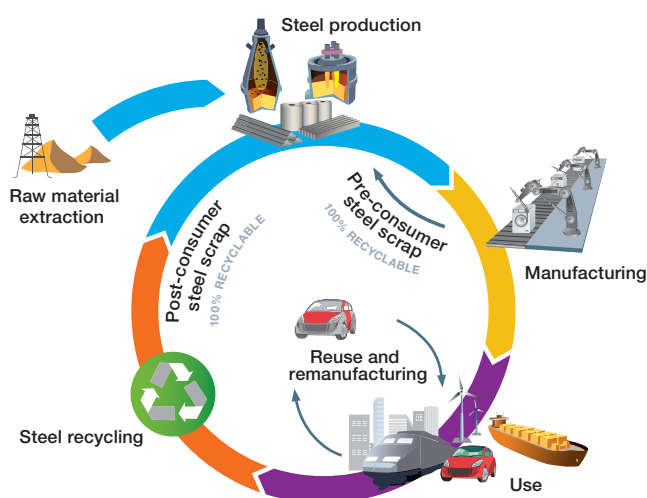 Steel production
Raw material
extraction
Pre-consumer
steel scrap
100% RECYCLABLE
Post-consumer
steel scrap
100% RECYCLABLE
Manufacturing
Reuse and
remanufacturing
Steel recycling
Use